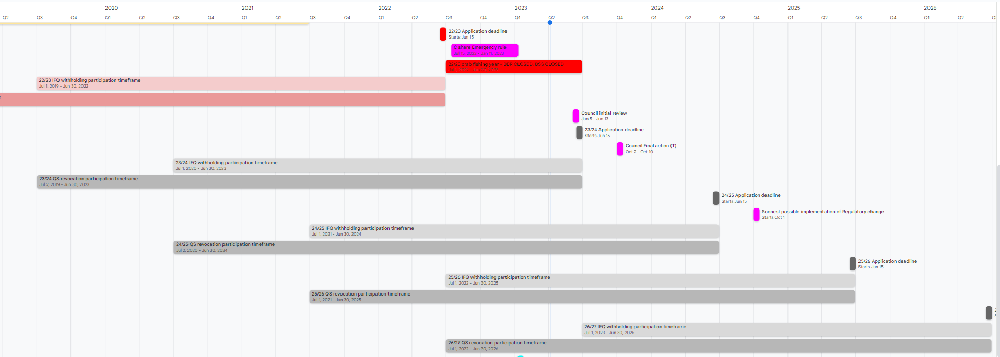 2020 2021 2022 2023 2024 2025 2026
Q2 Q3 Q4 Q1 Q2 Q3 Q4 Q1 Q2 Q3 Q4 Q1 Q2 Q3 Q4 Q1 Q2 Q3 Q4 Q1 Q2 Q3 Q4 Q1 Q2 Q3 Q4 Q1 Q2
22/23 Application deadline
Starts Jun 15
C share Emergency rule
Jul 15, 2022 - Jan 11, 2023
22/23 crab fishing year - BBR CLOSED, BSS CLOSED
Jul 1, 2022 - Jun 30, 2023
22/23 IFQ withholding participation timeframe
Jul 1, 2019 - Jun 30, 2022
Council initial review
Jun 5 - Jun 13
23/24 Application deadline
Starts Jun 15
Council Final action (T)
Oct 2 - Oct 10
23/24 IFQ withholding participation timeframe
Jul 1, 2020 - Jun 30, 2023
23/24 QS revocation participation timeframe
Jul 2, 2019 - Jun 30, 2023
24/25 Application deadline
Starts Jun 15
Soonest possible implementation of Regulatory change
Starts Oct 1
24/25 IFQ withholding participation timeframe
Jul 1, 2021 - Jun 30, 2024
24/25 QS revocation participation timeframe
Jul 2, 2020 - Jun 30, 2024
25/26 Application deadline
Starts Jun 15
25/26 IFQ withholding participation timeframe
Jul 1, 2022 - Jun 30, 2025
25/26 QS revocation participation timeframe
Jul 1, 2021 - Jun 30, 2025
26/27 IFQ withholding participation timeframe
Jul 1, 2023 - Jun 30, 2026
26/27 QS revocation participation timeframe
Jul 1, 2022 - Jun 30, 2026